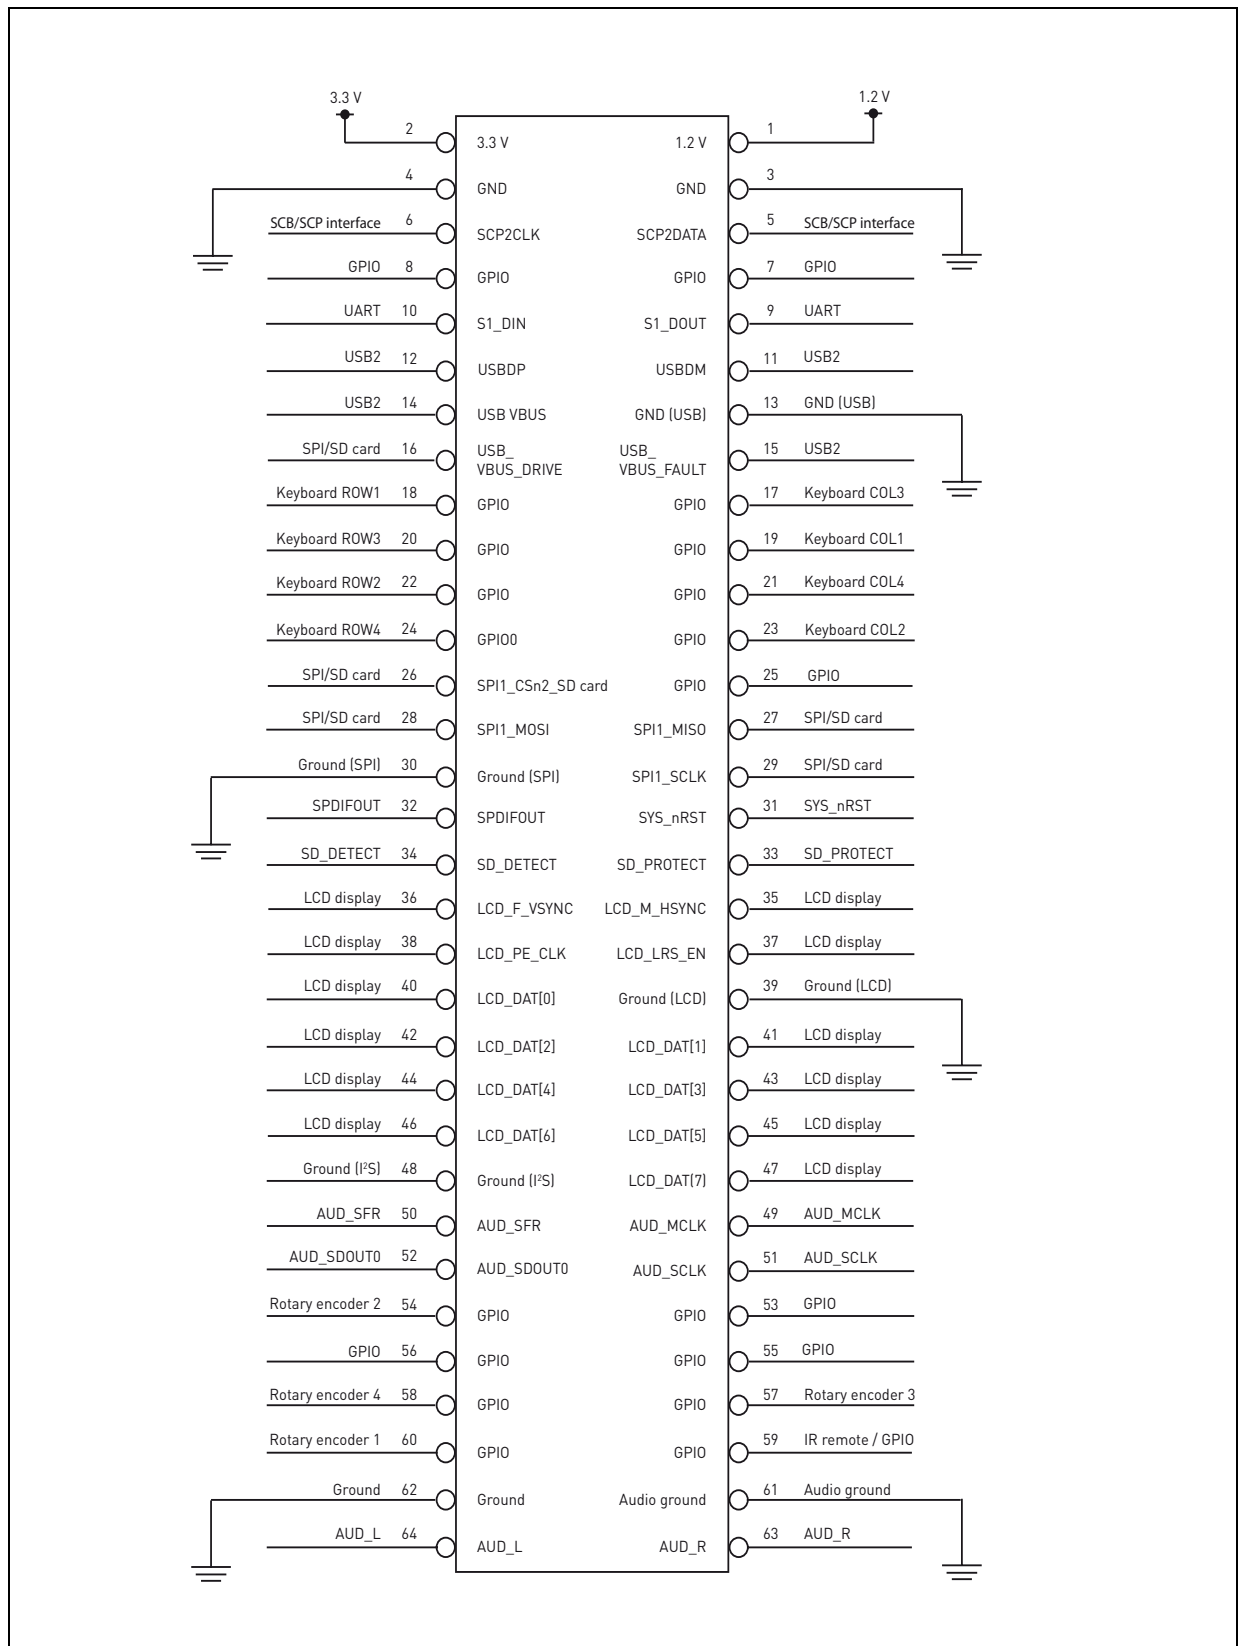 3.3 V 1.2 V
2 3.3 V 1.2 V 1
4 GND GND 3
SCB/SCP interface 6 SCP2CLK SCP2DATA 5 SCB/SCP interface
GPIO 8 GPIO GPIO 7 GPIO
UART 10 S1_DIN S1_DOUT 9 UART
USB2 12 USBDP USBDM 11 USB2
USB2 14 USB VBUS GND (USB) 13 GND (USB)
SPI/SD card 16 USB_ USB_ 15 USB2
VBUS_DRIVE VBUS_FAULT
Keyboard ROW1 18 GPIO GPIO 17 Keyboard COL3
Keyboard ROW3 20 GPIO GPIO 19 Keyboard COL1
Keyboard ROW2 22 GPIO GPIO 21 Keyboard COL4
Keyboard ROW4 24 GPIO0 GPIO 23 Keyboard COL2
SPI/SD card 26 SPI1_CSn2_SD card GPIO 25 GPIO
SPI/SD card 28 SPI1_MOSI SPI1_MISO 27 SPI/SD card
Ground (SPI) 30 Ground (SPI) SPI1_SCLK 29 SPI/SD card
SPDIFOUT 32 SPDIFOUT SYS_nRST 31 SYS_nRST
SD_DETECT 34 SD_DETECT SD_PROTECT 33 SD_PROTECT
LCD display 36 LCD_F_VSYNC LCD_M_HSYNC 35 LCD display
LCD display 38 LCD_PE_CLK LCD_LRS_EN 37 LCD display
LCD display 40 LCD_DAT[0] Ground (LCD) 39 Ground (LCD)
LCD display 42 LCD_DAT[2] LCD_DAT[1] 41 LCD display
LCD display 44 LCD_DAT[4] LCD_DAT[3] 43 LCD display
LCD display 46 LCD_DAT[6] LCD_DAT[5] 45 LCD display
Ground (I²S) 48 Ground (I²S) LCD_DAT(7) 47 LCD display
AUD_SFR 50 AUD_SFR AUD_MCLK 49 AUD_MCLK
AUD_SDOUT0 52 AUD_SDOUT0 AUD_SCLK 51 AUD_SCLK
Rotary encoder 2 54 GPIO GPIO 53 GPIO
GPIO 56 GPIO GPIO 55 GPIO
Rotary encoder 4 58 GPIO GPIO 57 Rotary encoder 3
Rotary encoder 1 60 GPIO GPIO 59 IR remote / GPIO
Ground 62 Ground Audio ground 61 Audio ground
AUD_L 64 AUD_L AUD_R 63 AUD_R